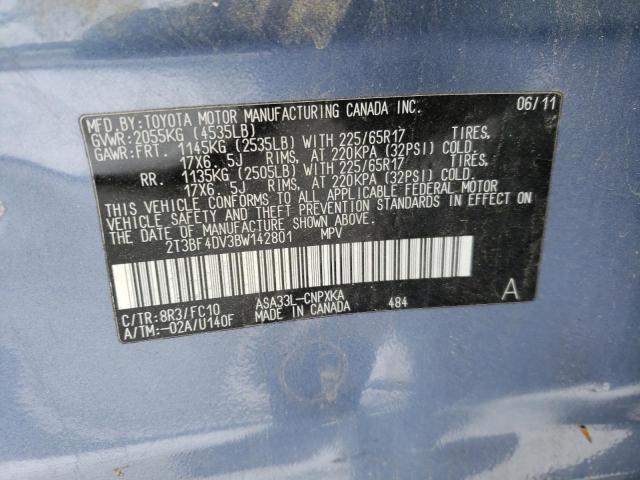 MFD.BY:TOYOTA MOTOR MANUFACTURING CANADA INC. 06/11
GVWR:2055KG (4535LB)
GAWR:FRT. 1145KG (2535LB) WITH 225/65R17 TIRES,
17X6. 5J RIMS, AT 220KPA (32PSI) COLD.
RR. 1135KG (2505LB) WITH 225/65R17 TIRES,
17X6. 5J RIMS, AT 220KPA (32PSI) COLD.
THIS VEHICLE CONFORMS TO ALL APPLICABLE FEDERAL MOTOR
VEHICLE SAFETY AND THEFT PREVENTION STANDARDS IN EFFECT
ON THE DATE OF MANUFACTURE SHOWN ABOVE.
2T3BF4DV3BW142801 MPV
C/TR:8R3/FC10 ASA33L-CNPXKA 484 A
A/TM:-02A/U140F MADE IN CANADA